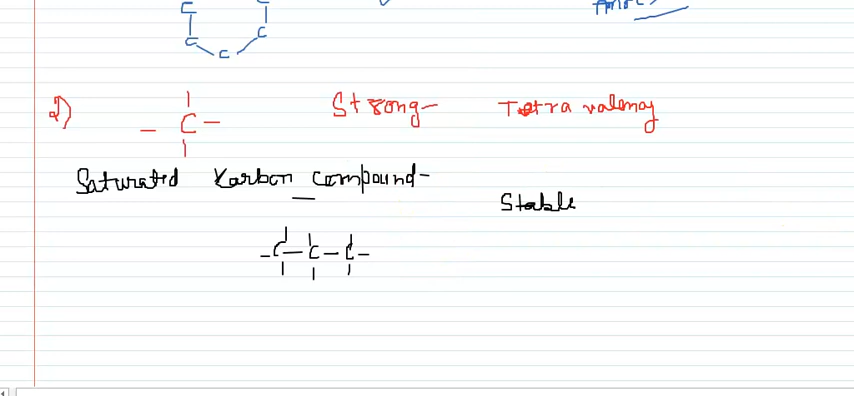 C C
C C
C
2) C Strong- Tetra valency
Saturated Karbon compound-
Stable
-C-C-C-